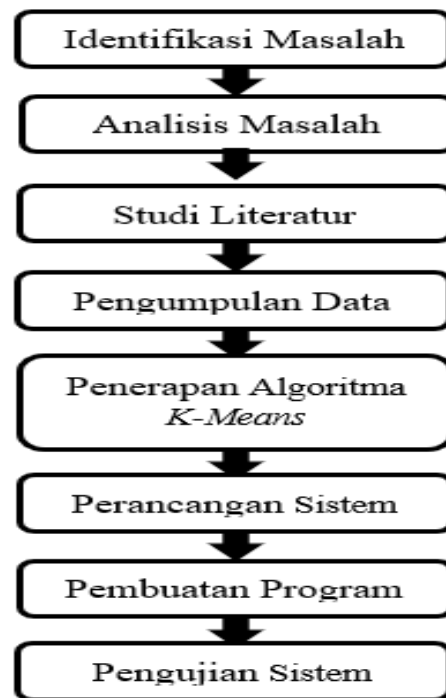 Identifikasi Masalah
Analisis Masalah
Studi Literatur
Pengumpulan Data
Penerapan Algoritma
K-Means
Perancangan Sistem
Pembuatan Program
Pengujian Sistem